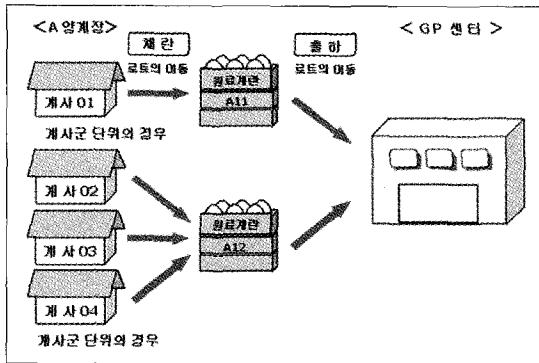 <A양계장>
채란
로트의 이동
출하
로트의 이동
< GP 센터 >
계사 01
원료계란
A11
계사군 단위의 경우
계사 02
계사 03
원료계란
A12
계사 04
계사군 단위의 경우